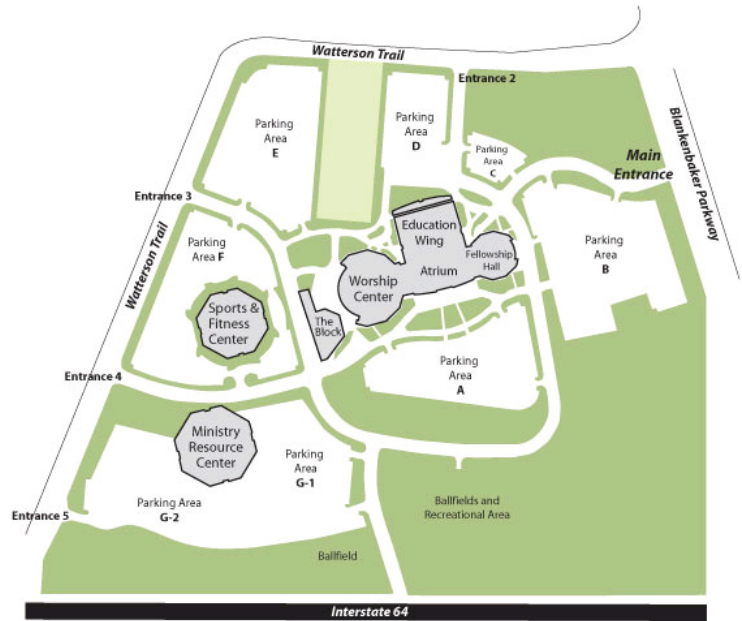 Watterson Trail
Entrance 2
Parking
Area
E
Parking
Area
D
Parking
Area
C
Main
Entrance
Blankenbaker Parkway
Entrance 3
Watterson Trail
Parking
Area F
Education
Wing
Atrium
Fellowship
Hall
Parking
Area
B
Worship
Center
Sports &
Fitness
Center
The
Block
Entrance 4
Parking
Area
A
Ministry
Resource
Center
Parking
Area
G-1
Parking Area
G-2
Ballfields and
Recreational Area
Entrance 5
Ballfield
Interstate 64